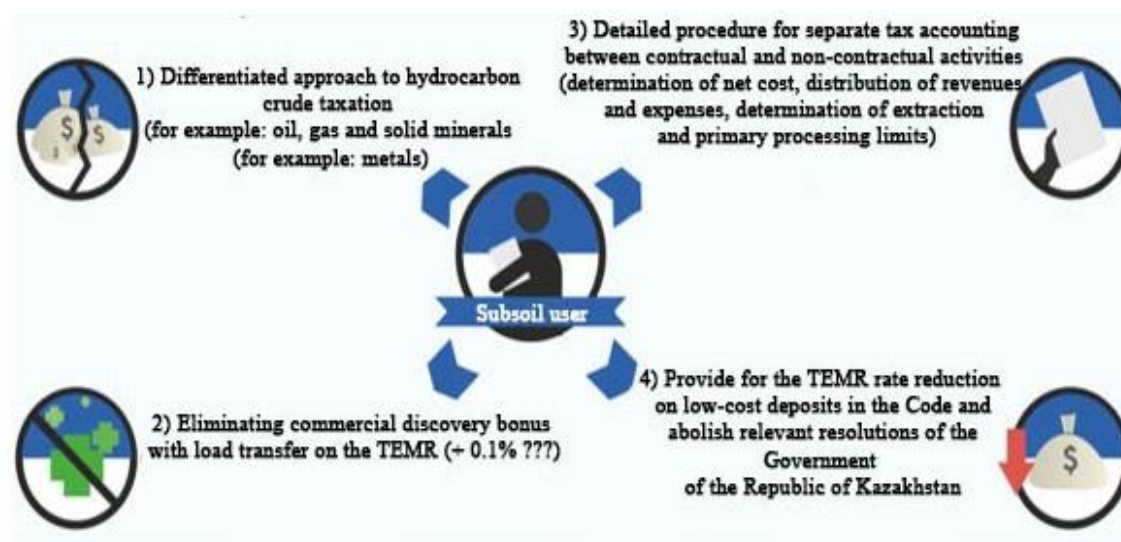 1) Differentiated approach to hydrocarbon
crude taxation
(for example: oil, gas and solid minerals
(for example: metals)
3) Detailed procedure for separate tax accounting
between contractual and non-contractual activities
(determination of net cost, distribution of revenues
and expenses, determination of extraction
and primary processing limits)
Subsoil user
2) Eliminating commercial discovery bonus
with load transfer on the TEMR (+ 0.1% ???)
4) Provide for the TEMR rate reduction
on low-cost deposits in the Code and
abolish relevant resolutions of the
Government
of the Republic of Kazakhstan
$
$
$